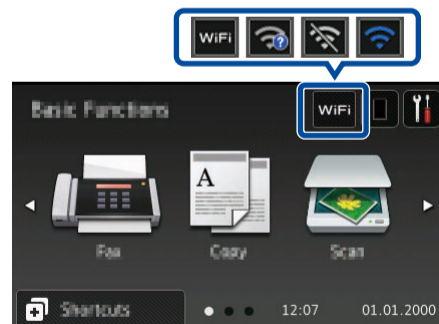 WiFi
Basic Functions
WiFi
A
Fax
Copy
Scan
Shortcuts
12:07
01.01.2000